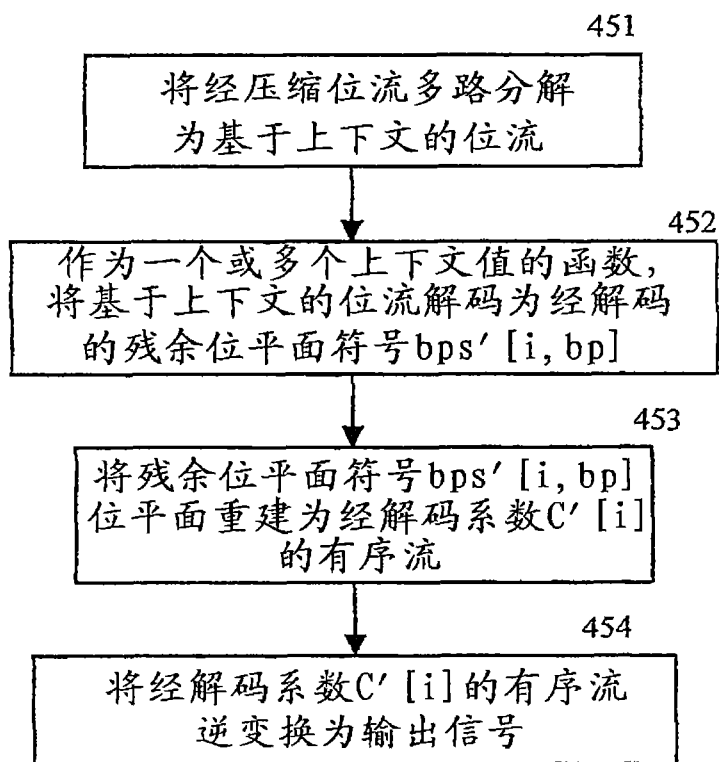 451
将经压缩位流多路分解
为基于上下文的位流
452
作为一个或多个上下文值的函数,
将基于上下文的位流解码为经解码
的残余位平面符号bps′[i,bp]
453
将残余位平面符号bps′[i,bp]
位平面重建为经解码系数C′[i]
的有序流
454
将经解码系数C′[i]的有序流
逆变换为输出信号